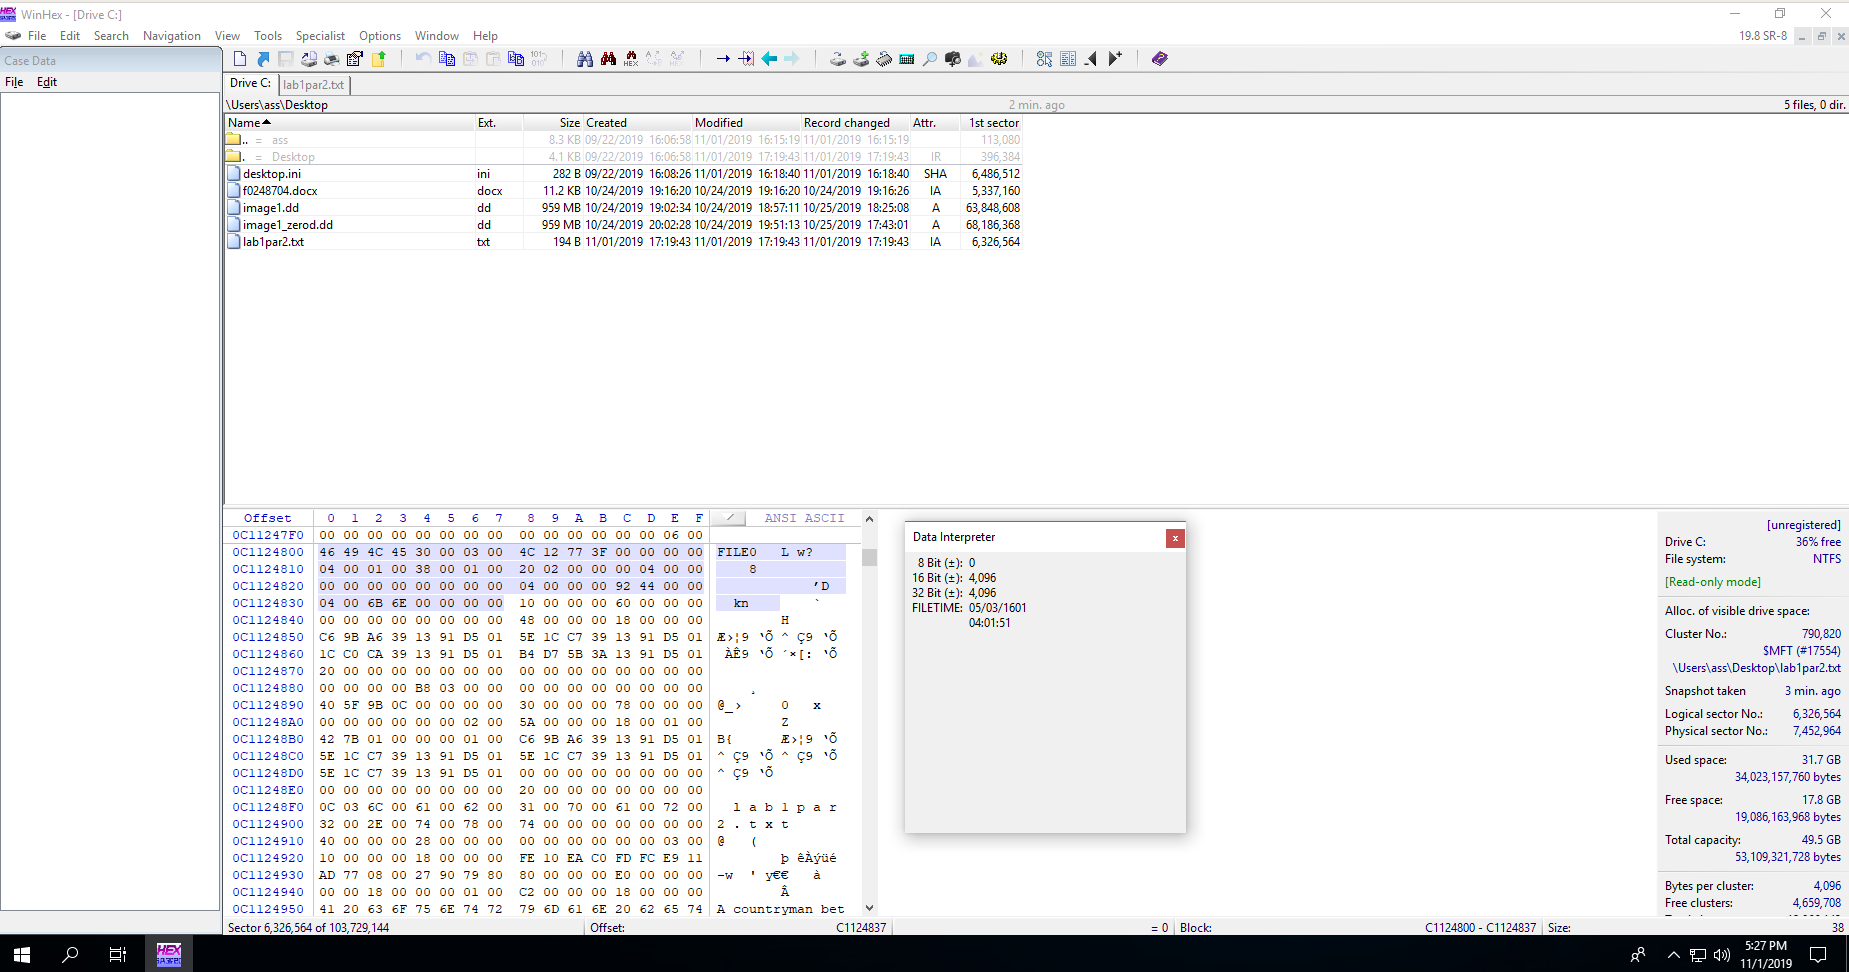 WinHex - [Drive C:]
File Edit Search Navigation View Tools Specialist Options Window Help 19.8 SR-8
Case Data
File Edit
Drive C: lab1par2.txt
\Users\ass\Desktop 2 min. ago 5 files, 0 dir.
Name Ext. Size Created Modified Record changed Attr. 1st sector
.. = ass 8.3 KB 09/22/2019 16:06:58 11/01/2019 16:15:19 11/01/2019 16:15:19 113,080
. = Desktop 4.1 KB 09/22/2019 16:06:58 11/01/2019 17:19:43 11/01/2019 17:19:43 IR 396,384
desktop.ini ini 282 B 09/22/2019 16:08:26 11/01/2019 16:18:40 11/01/2019 16:18:40 SHA 6,486,512
f0248704.docx docx 11.2 KB 10/24/2019 19:16:20 10/24/2019 19:16:20 10/24/2019 19:16:26 IA 5,337,160
image1.dd dd 959 MB 10/24/2019 19:02:34 10/24/2019 18:57:11 10/25/2019 18:25:08 A 63,848,608
image1_zerod.dd dd 959 MB 10/24/2019 20:02:28 10/24/2019 19:51:13 10/25/2019 17:43:01 A 68,186,368
lab1par2.txt txt 194 B 11/01/2019 17:19:43 11/01/2019 17:19:43 11/01/2019 17:19:43 IA 6,326,564
Offset 0 1 2 3 4 5 6 7 8 9 A B C D E F ANSI ASCII
0C11247F0 00 00 00 00 00 00 00 00 00 00 00 00 00 00 06 00
0C1124800 46 49 4C 45 30 00 03 00 4C 12 77 3F 00 00 00 00 FILE0 L w?
0C1124810 04 00 01 00 38 00 01 00 20 02 00 00 00 04 00 00 8
0C1124820 00 00 00 00 00 00 00 00 04 00 00 00 92 44 00 00 ’D
0C1124830 04 00 6B 6E 00 00 00 00 10 00 00 00 60 00 00 00 kn `
0C1124840 00 00 00 00 00 00 00 00 48 00 00 00 18 00 00 00 H
0C1124850 C6 9B A6 39 13 91 D5 01 5E 1C C7 39 13 91 D5 01 Æ›¦9 ‘Õ ^ Ç9 ‘Õ
0C1124860 1C C0 CA 39 13 91 D5 01 B4 D7 5B 3A 13 91 D5 01 ÀÊ9 ‘Õ ´×[: ‘Õ
0C1124870 20 00 00 00 00 00 00 00 00 00 00 00 00 00 00 00
0C1124880 00 00 00 00 B8 03 00 00 00 00 00 00 00 00 00 00 ¸
0C1124890 40 5F 9B 0C 00 00 00 00 30 00 00 00 78 00 00 00 @_› 0 x
0C11248A0 00 00 00 00 00 00 02 00 5A 00 00 00 18 00 01 00 Z
0C11248B0 42 7B 01 00 00 00 01 00 C6 9B A6 39 13 91 D5 01 B{ Æ›¦9 ‘Õ
0C11248C0 5E 1C C7 39 13 91 D5 01 5E 1C C7 39 13 91 D5 01 ^ Ç9 ‘Õ ^ Ç9 ‘Õ
0C11248D0 5E 1C C7 39 13 91 D5 01 00 00 00 00 00 00 00 00 ^ Ç9 ‘Õ
0C11248E0 00 00 00 00 00 00 00 00 20 00 00 00 00 00 00 00
0C11248F0 0C 03 6C 00 61 00 62 00 31 00 70 00 61 00 72 00 l a b 1 p a r
0C1124900 32 00 2E 00 74 00 78 00 74 00 00 00 00 00 00 00 2 . t x t
0C1124910 40 00 00 00 28 00 00 00 00 00 00 00 00 00 03 00 @ (
0C1124920 10 00 00 00 18 00 00 00 FE 10 EA C0 FD FC E9 11 þ êÀýüé
0C1124930 AD 77 08 00 27 90 79 80 80 00 00 00 E0 00 00 00 -w ' y€€ à
0C1124940 00 00 18 00 00 00 01 00 C2 00 00 00 18 00 00 00 Â
0C1124950 41 20 63 6F 75 6E 74 72 79 6D 61 6E 20 62 65 74 A countryman bet
Data Interpreter x
8 Bit (±): 0
16 Bit (±): 4,096
32 Bit (±): 4,096
FILETIME: 05/03/1601
04:01:51
[unregistered]
Drive C: 36% free
File system: NTFS
[Read-only mode]
Alloc. of visible drive space:
Cluster No.: 790,820
$MFT (#17554)
\Users\ass\Desktop\lab1par2.txt
Snapshot taken 3 min. ago
Logical sector No.: 6,326,564
Physical sector No.: 7,452,964
Used space: 31.7 GB
34,023,157,760 bytes
Free space: 17.8 GB
19,086,163,968 bytes
Total capacity: 49.5 GB
53,109,321,728 bytes
Bytes per cluster: 4,096
Free clusters: 4,659,708
Sector 6,326,564 of 103,729,144 Offset: C1124837 = 0 Block: C1124800 - C1124837 Size: 38
5:27 PM
11/1/2019